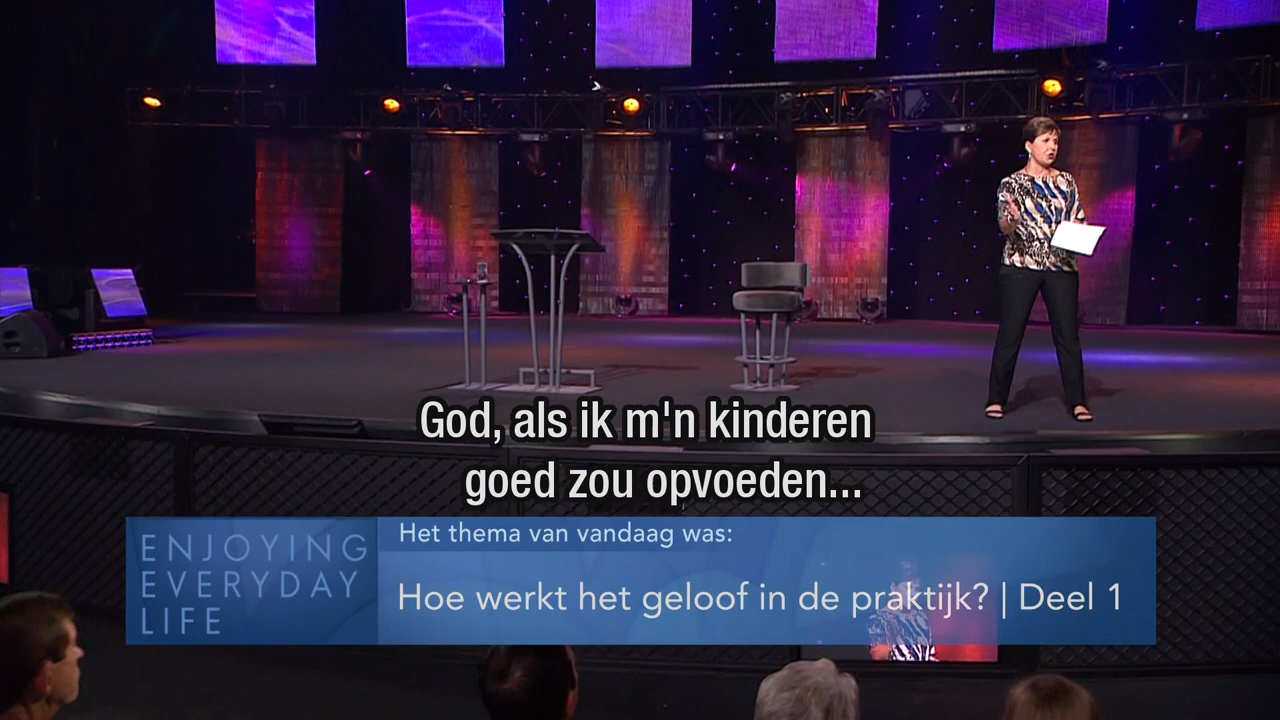 God, als ik m'n kinderen
goed zou opvoeden...
ENJOYING
EVERYDAY
LIFE
Het thema van vandaag was:
Hoe werkt het geloof in de praktijk? | Deel 1